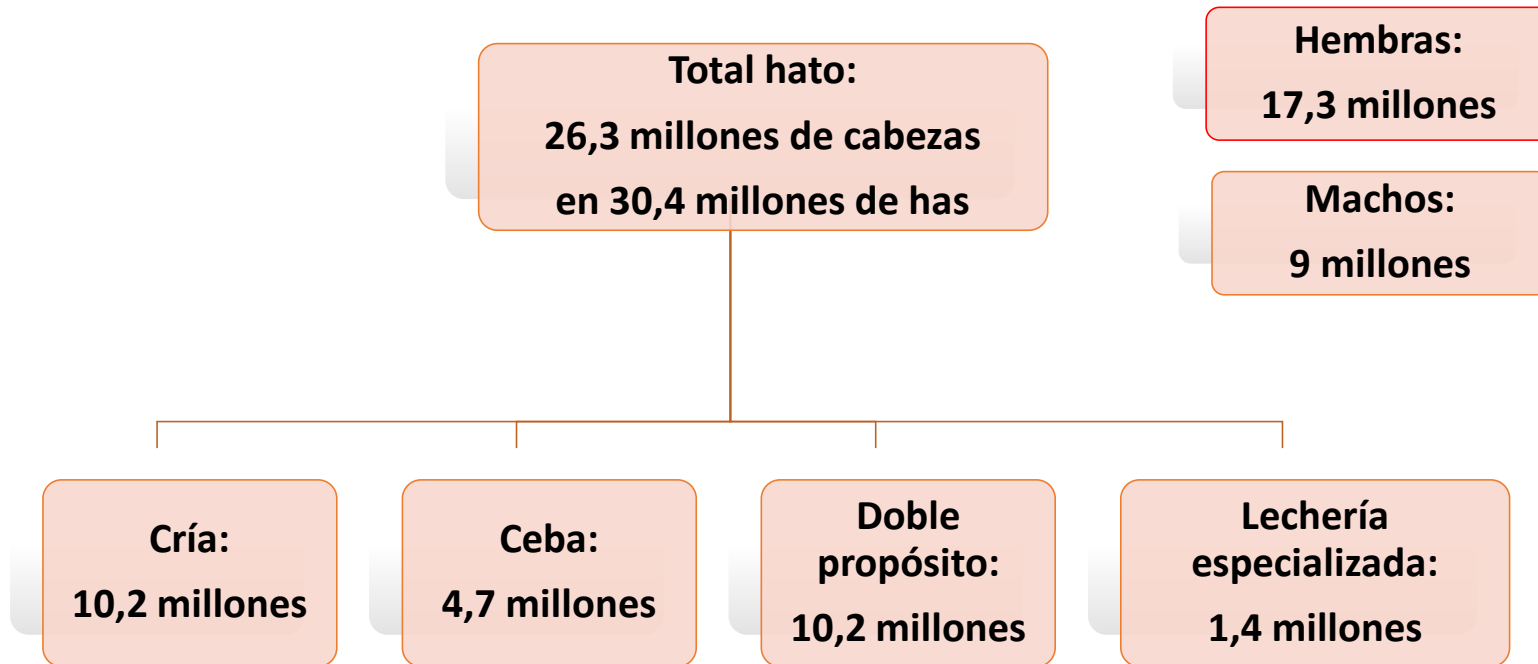 Total hato:
26,3 millones de cabezas
en 30,4 millones de has
Hembras:
17,3 millones
Machos:
9 millones
Cría:
10,2 millones
Ceba:
4,7 millones
Doble
propósito:
10,2 millones
Lechería
especializada:
1,4 millones